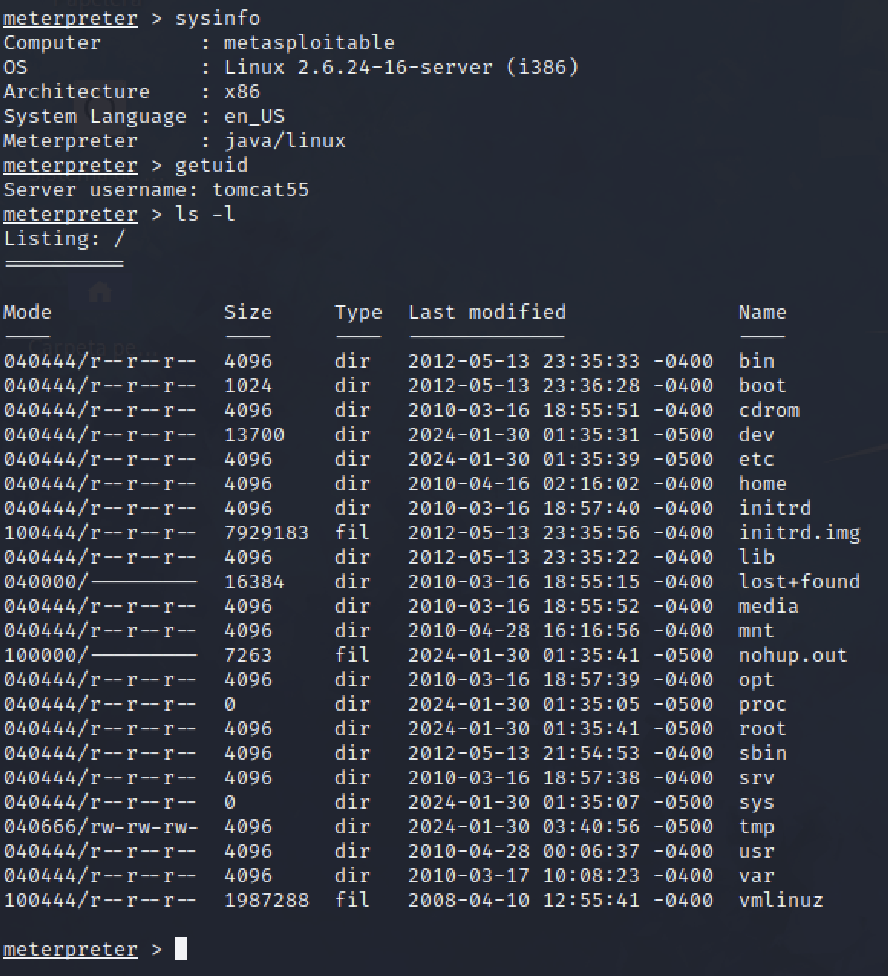 meterpreter > sysinfo
Computer        : metasploitable
OS              : Linux 2.6.24-16-server (i386)
Architecture    : x86
System Language : en_US
Meterpreter     : java/linux
meterpreter > getuid
Server username: tomcat55
meterpreter > ls -l
Listing: /
==========
Mode              Size     Type  Last modified              Name
----              ----     ----  -------------              ----
040444/r--r--r--  4096     dir   2012-05-13 23:35:33 -0400  bin
040444/r--r--r--  1024     dir   2012-05-13 23:36:28 -0400  boot
040444/r--r--r--  4096     dir   2010-03-16 18:55:51 -0400  cdrom
040444/r--r--r--  13700    dir   2024-01-30 01:35:31 -0500  dev
040444/r--r--r--  4096     dir   2024-01-30 01:35:39 -0500  etc
040444/r--r--r--  4096     dir   2010-04-16 02:16:02 -0400  home
040444/r--r--r--  4096     dir   2010-03-16 18:57:40 -0400  initrd
100444/r--r--r--  7929183  fil   2012-05-13 23:35:56 -0400  initrd.img
040444/r--r--r--  4096     dir   2012-05-13 23:35:22 -0400  lib
040000/---------  16384    dir   2010-03-16 18:55:15 -0400  lost+found
040444/r--r--r--  4096     dir   2010-03-16 18:55:52 -0400  media
040444/r--r--r--  4096     dir   2010-04-28 16:16:56 -0400  mnt
100000/---------  7263     fil   2024-01-30 01:35:41 -0500  nohup.out
040444/r--r--r--  4096     dir   2010-03-16 18:57:39 -0400  opt
040444/r--r--r--  0        dir   2024-01-30 01:35:05 -0500  proc
040444/r--r--r--  4096     dir   2024-01-30 01:35:41 -0500  root
040444/r--r--r--  4096     dir   2012-05-13 21:54:53 -0400  sbin
040444/r--r--r--  4096     dir   2010-03-16 18:57:38 -0400  srv
040444/r--r--r--  0        dir   2024-01-30 01:35:07 -0500  sys
040666/rw-rw-rw-  4096     dir   2024-01-30 03:40:56 -0500  tmp
040444/r--r--r--  4096     dir   2010-04-28 00:06:37 -0400  usr
040444/r--r--r--  4096     dir   2010-03-17 10:08:23 -0400  var
100444/r--r--r--  1987288  fil   2008-04-10 12:55:41 -0400  vmlinuz
meterpreter >